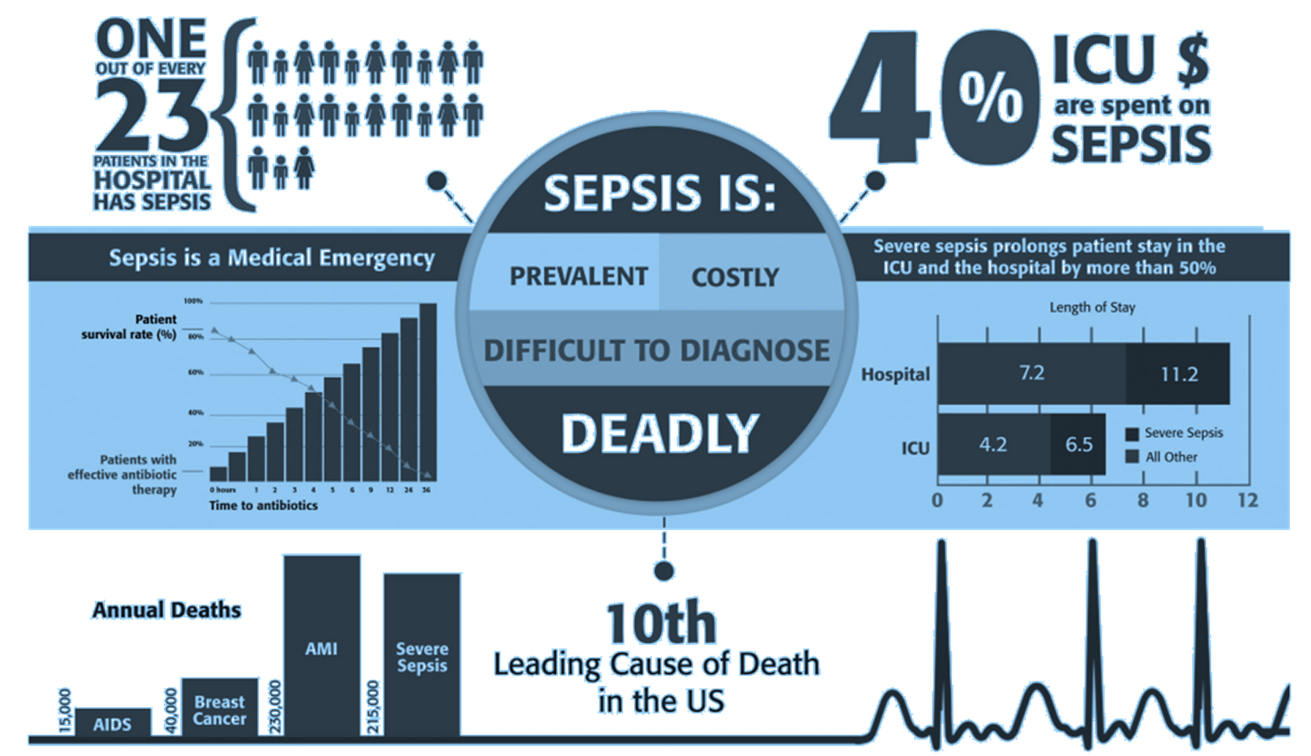 ONE
OUT OF EVERY
23
PATIENTS IN THE
HOSPITAL
HAS SEPSIS
40%
ICU $
are spent on
SEPSIS
SEPSIS IS:
PREVALENT
COSTLY
DIFFICULT TO DIAGNOSE
DEADLY
Sepsis is a Medical Emergency
Patient
survival rate (%)
100%
80%
60%
40%
20%
Patients with
effective antibiotic
therapy
0 hours 1 2 3 4 5 6 9 12 24 36
Time to antibiotics
Severe sepsis prolongs patient stay in the
ICU and the hospital by more than 50%
Length of Stay
Hospital 7.2 11.2
ICU 4.2 6.5
Severe Sepsis
All Other
0 2 4 6 8 10 12
Annual Deaths
15,000 AIDS
40,000 Breast
Cancer
230,000 AMI
215,000 Severe
Sepsis
10th
Leading Cause of Death
in the US